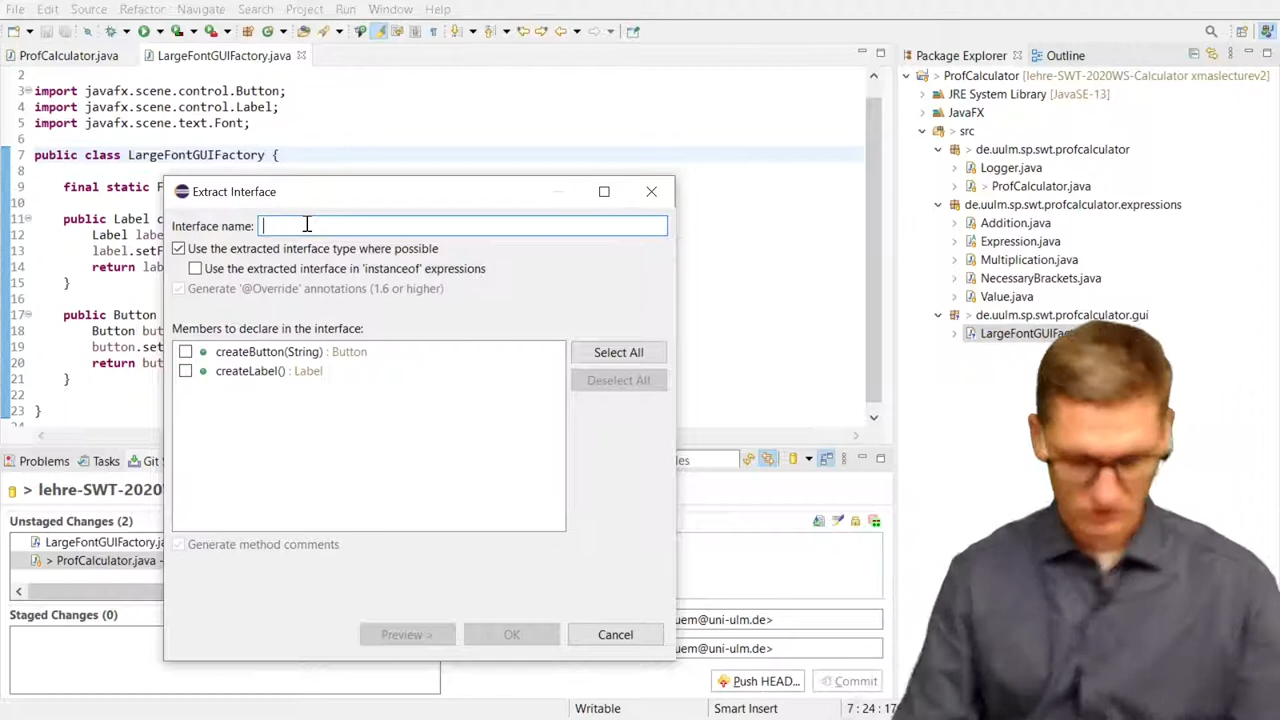 File Edit Source Refactor Navigate Search Project Run Window Help
ProfCalculator.java LargeFontGUIFactory.java
Package Explorer Outline
2
3 import javafx.scene.control.Button;
4 import javafx.scene.control.Label;
5 import javafx.scene.text.Font;
6
7 public class LargeFontGUIFactory {
8
9 final static F
10
11 public Label c
12 Label labe
13 label.setF
14 return lab
15 }
16
17 public Button
18 Button but
19 button.set
20 return but
21 }
22
23 }
Extract Interface
Interface name:
Use the extracted interface type where possible
Use the extracted interface in 'instanceof' expressions
Generate '@Override' annotations (1.6 or higher)
Members to declare in the interface:
createButton(String) : Button
createLabel() : Label
Select All
Deselect All
Generate method comments
Preview > OK Cancel
ProfCalculator [lehre-SWT-2020WS-Calculator xmaslecturev2]
JRE System Library [JavaSE-13]
JavaFX
src
de.uulm.sp.swt.profcalculator
Logger.java
ProfCalculator.java
de.uulm.sp.swt.profcalculator.expressions
Addition.java
Expression.java
Multiplication.java
NecessaryBrackets.java
Value.java
de.uulm.sp.swt.profcalculator.gui
LargeFontGUIFac
Problems Tasks Git
les
> lehre-SWT-2020
Unstaged Changes (2)
LargeFontGUIFactory.ja
> ProfCalculator.java -
Staged Changes (0)
uem@uni-ulm.de>
uem@uni-ulm.de>
Push HEAD... Commit
Writable Smart Insert 7 : 24 : 17